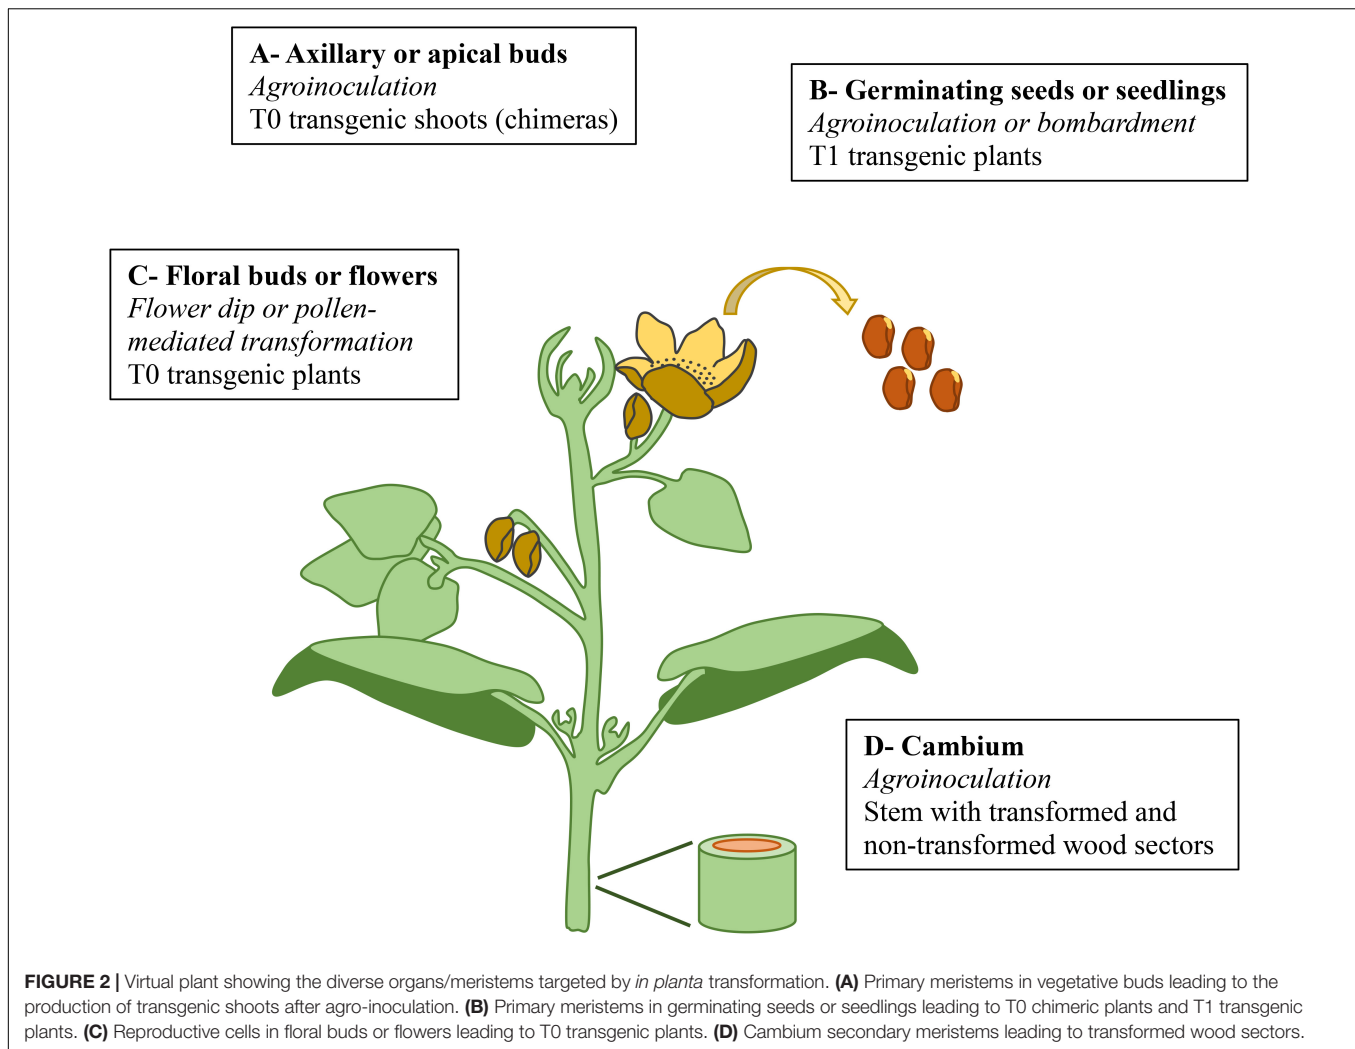 A- Axillary or apical buds
Agroinoculation
T0 transgenic shoots (chimeras)
B- Germinating seeds or seedlings
Agroinoculation or bombardment
T1 transgenic plants
C- Floral buds or flowers
Flower dip or pollen-
mediated transformation
T0 transgenic plants
D- Cambium
Agroinoculation
Stem with transformed and
non-transformed wood sectors
FIGURE 2 | Virtual plant showing the diverse organs/meristems targeted by in planta transformation. (A) Primary meristems in vegetative buds leading to the
production of transgenic shoots after agro-inoculation. (B) Primary meristems in germinating seeds or seedlings leading to T0 chimeric plants and T1 transgenic
plants. (C) Reproductive cells in floral buds or flowers leading to T0 transgenic plants. (D) Cambium secondary meristems leading to transformed wood sectors.